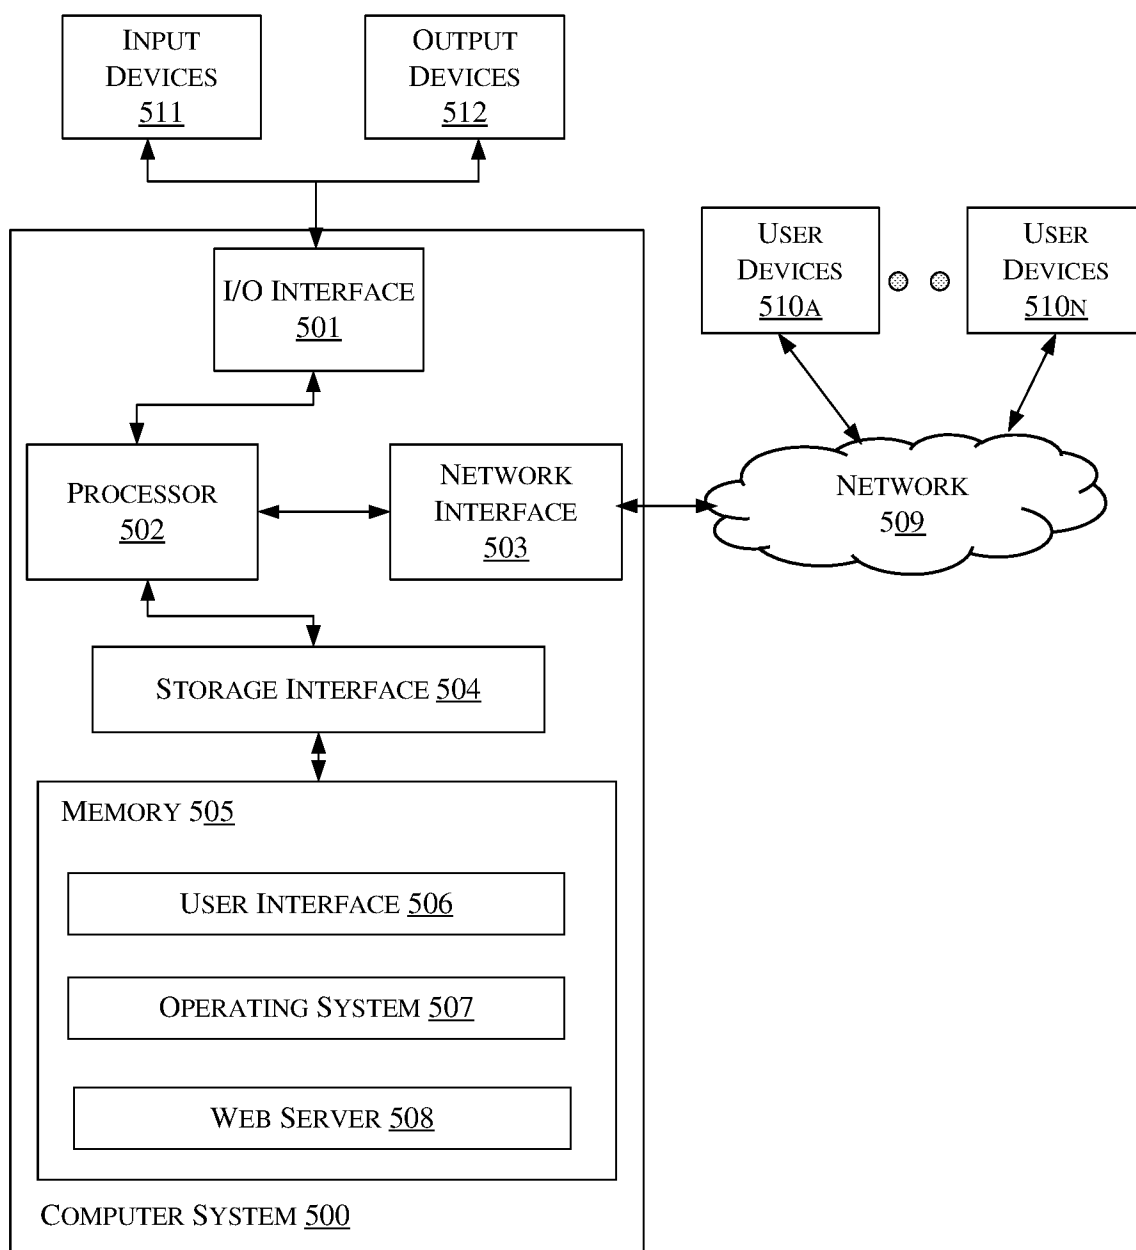 INPUT
DEVICES
511
OUTPUT
DEVICES
512
USER
DEVICES
510A
USER
DEVICES
510N
I/O INTERFACE
501
PROCESSOR
502
NETWORK
INTERFACE
503
NETWORK
509
STORAGE INTERFACE 504
MEMORY 505
USER INTERFACE 506
OPERATING SYSTEM 507
WEB SERVER 508
COMPUTER SYSTEM 500